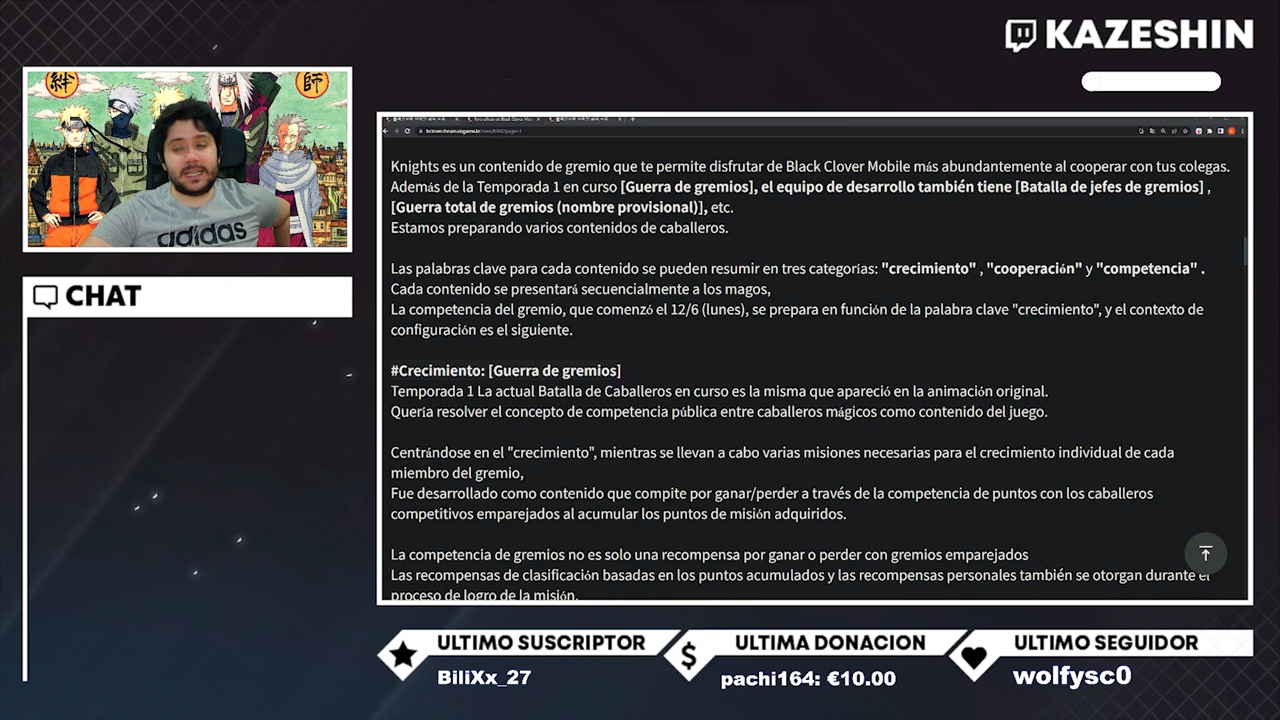 KAZESHIN
絆
師
adidas
CHAT
Knights es un contenido de gremio que te permite disfrutar de Black Clover Mobile más abundantemente al cooperar con tus colegas.
Además de la Temporada 1 en curso [Guerra de gremios], el equipo de desarrollo también tiene [Batalla de jefes de gremios] ,
[Guerra total de gremios (nombre provisional)], etc.
Estamos preparando varios contenidos de caballeros.
Las palabras clave para cada contenido se pueden resumir en tres categorías: "crecimiento" , "cooperación" y "competencia" .
Cada contenido se presentará secuencialmente a los magos,
La competencia del gremio, que comenzó el 12/6 (lunes), se prepara en función de la palabra clave "crecimiento", y el contexto de
configuración es el siguiente.
#Crecimiento: [Guerra de gremios]
Temporada 1 La actual Batalla de Caballeros en curso es la misma que apareció en la animación original.
Quería resolver el concepto de competencia pública entre caballeros mágicos como contenido del juego.
Centrándose en el "crecimiento", mientras se llevan a cabo varias misiones necesarias para el crecimiento individual de cada
miembro del gremio,
Fue desarrollado como contenido que compite por ganar/perder a través de la competencia de puntos con los caballeros
competitivos emparejados al acumular los puntos de misión adquiridos.
La competencia de gremios no es solo una recompensa por ganar o perder con gremios emparejados
Las recompensas de clasificación basadas en los puntos acumulados y las recompensas personales también se otorgan durante el
proceso de logro de la misión.
ULTIMO SUSCRIPTOR
BiliXx_27
ULTIMA DONACION
pachi164: €10.00
ULTIMO SEGUIDOR
wolfysc0